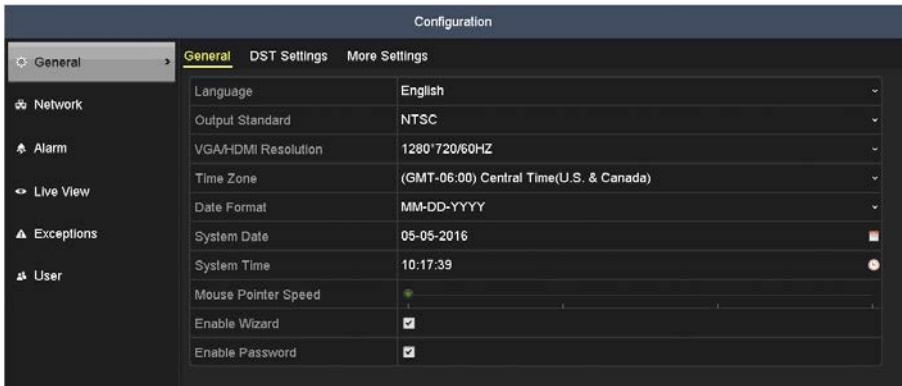 Configuration
General
Network
Alarm
Live View
Exceptions
User
General DST Settings More Settings
Language English
Output Standard NTSC
VGA/HDMI Resolution 1280*720/60HZ
Time Zone (GMT-06:00) Central Time(U.S. & Canada)
Date Format MM-DD-YYYY
System Date 05-05-2016
System Time 10:17:39
Mouse Pointer Speed
Enable Wizard
Enable Password